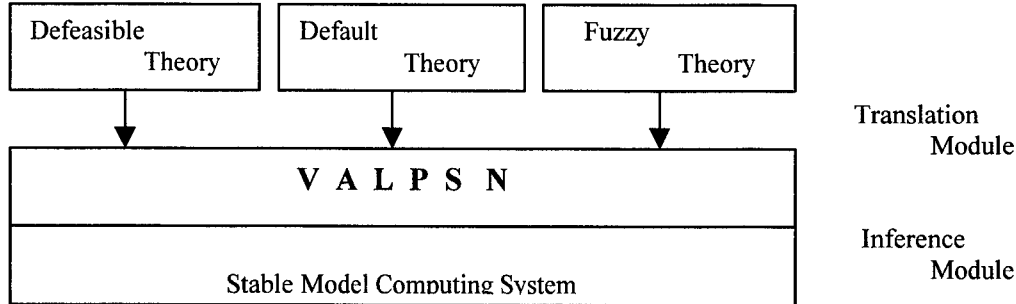 Defeasible
Theory
Default
Theory
Fuzzy
Theory
Translation
Module
V A L P S N
Inference
Module
Stable Model Computing System